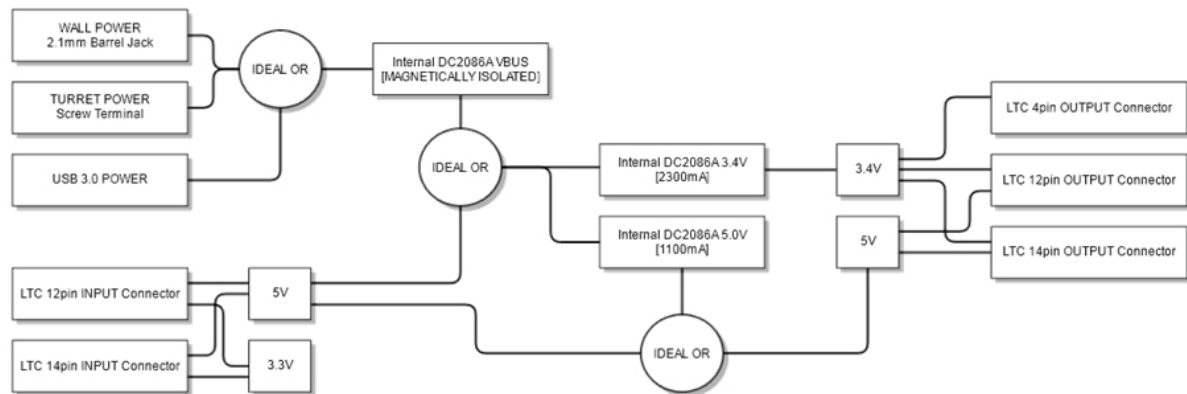 WALL POWER
2.1mm Barrel Jack
TURRET POWER
Screw Terminal
USB 3.0 POWER
IDEAL OR
Internal DC2086A VBUS
[MAGNETICALLY ISOLATED]
IDEAL OR
Internal DC2086A 3.4V
[2300mA]
Internal DC2086A 5.0V
[1100mA]
3.4V
5V
LTC 4pin OUTPUT Connector
LTC 12pin OUTPUT Connector
LTC 14pin OUTPUT Connector
LTC 12pin INPUT Connector
5V
LTC 14pin INPUT Connector
3.3V
IDEAL OR